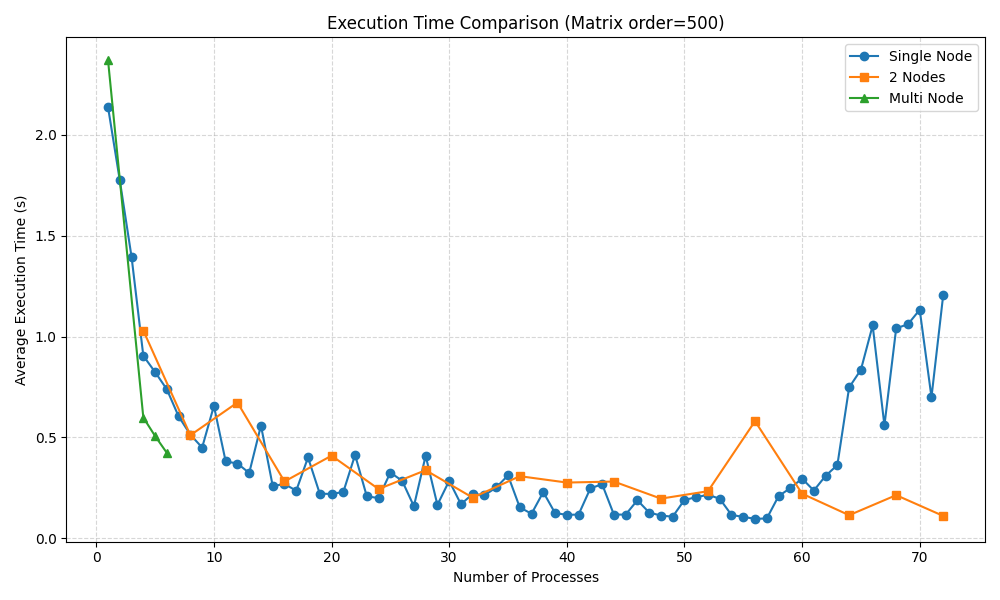 Execution Time Comparison (Matrix order=500)
Single Node
2 Nodes
Multi Node
Average Execution Time (s)
2.0
1.5
1.0
0.5
0.0
0 10 20 30 40 50 60 70
Number of Processes